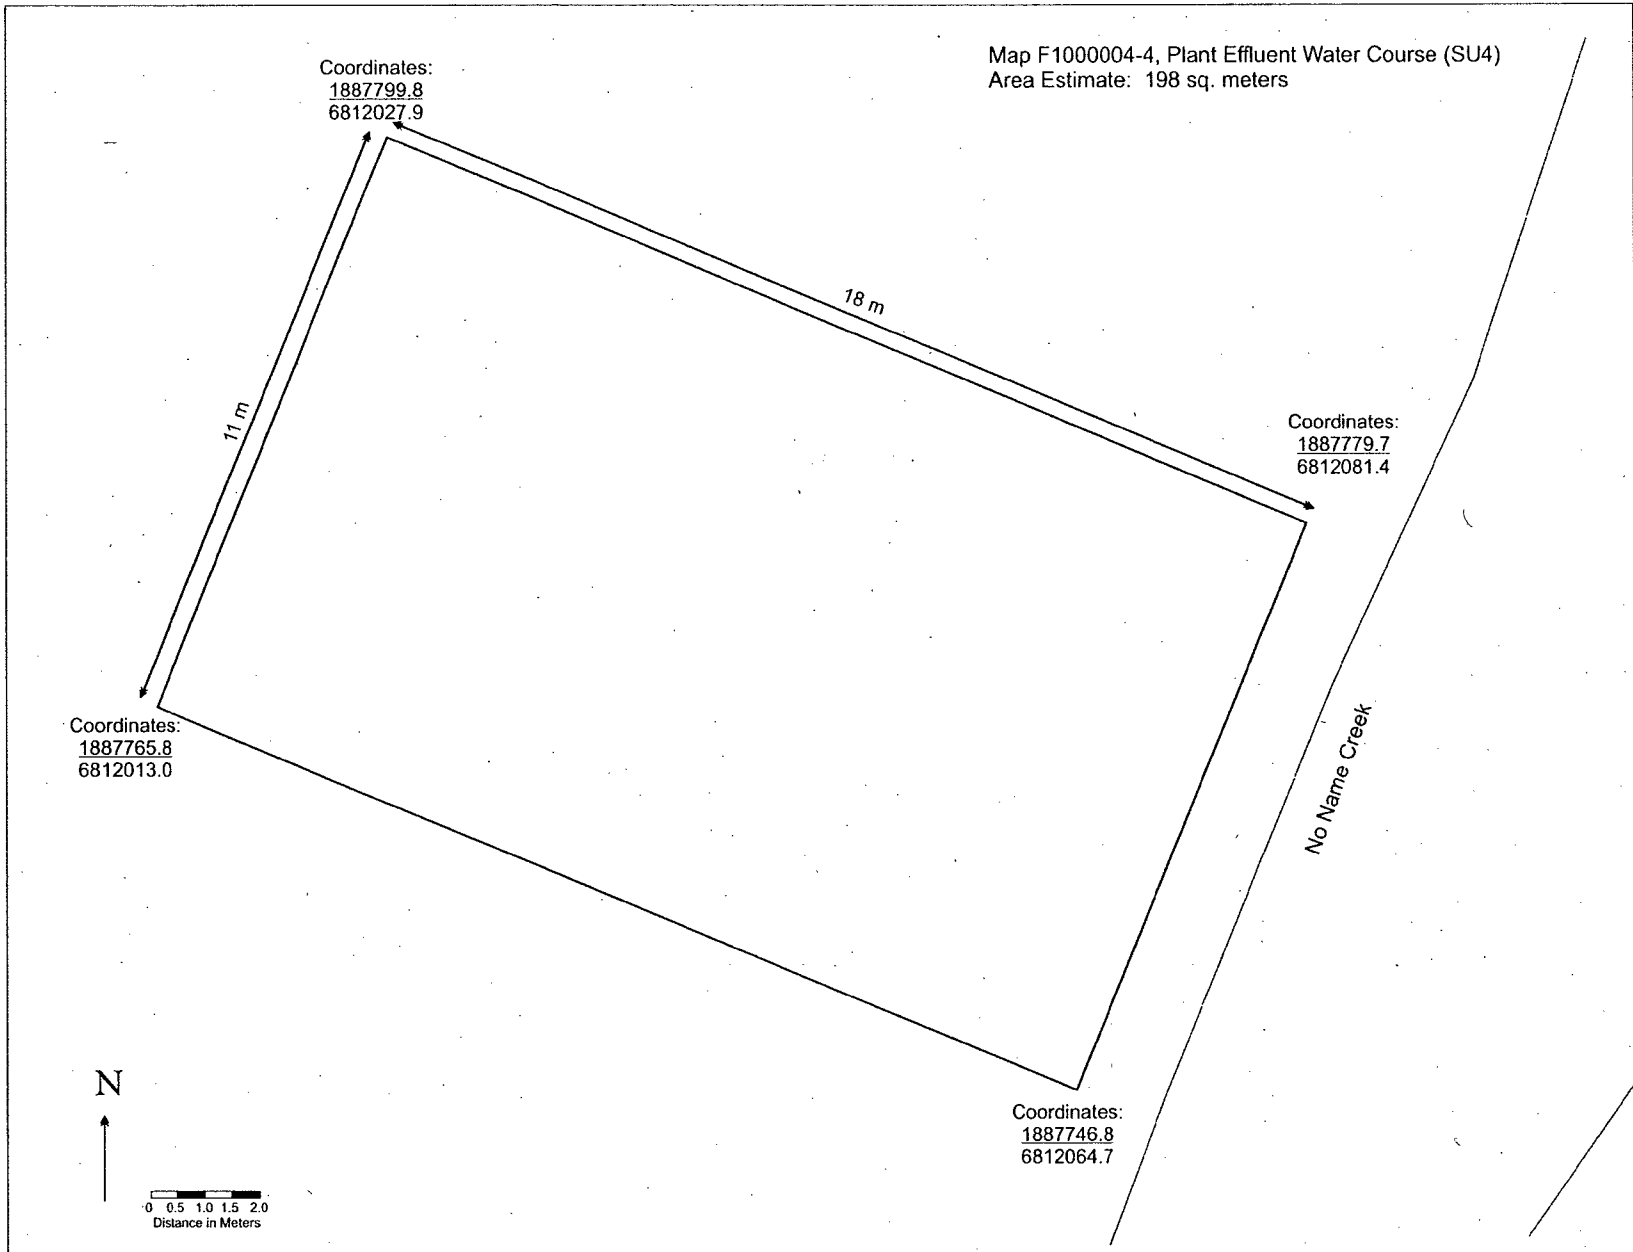 Map F1000004-4, Plant Effluent Water Course (SU4)
Area Estimate: 198 sq. meters
Coordinates:
1887799.8
6812027.9
18 m
11 m
Coordinates:
1887779.7
6812081.4
Coordinates:
1887765.8
6812013.0
No Name Creek
Coordinates:
1887746.8
6812064.7
N
0 0.5 1.0 1.5 2.0
Distance in Meters